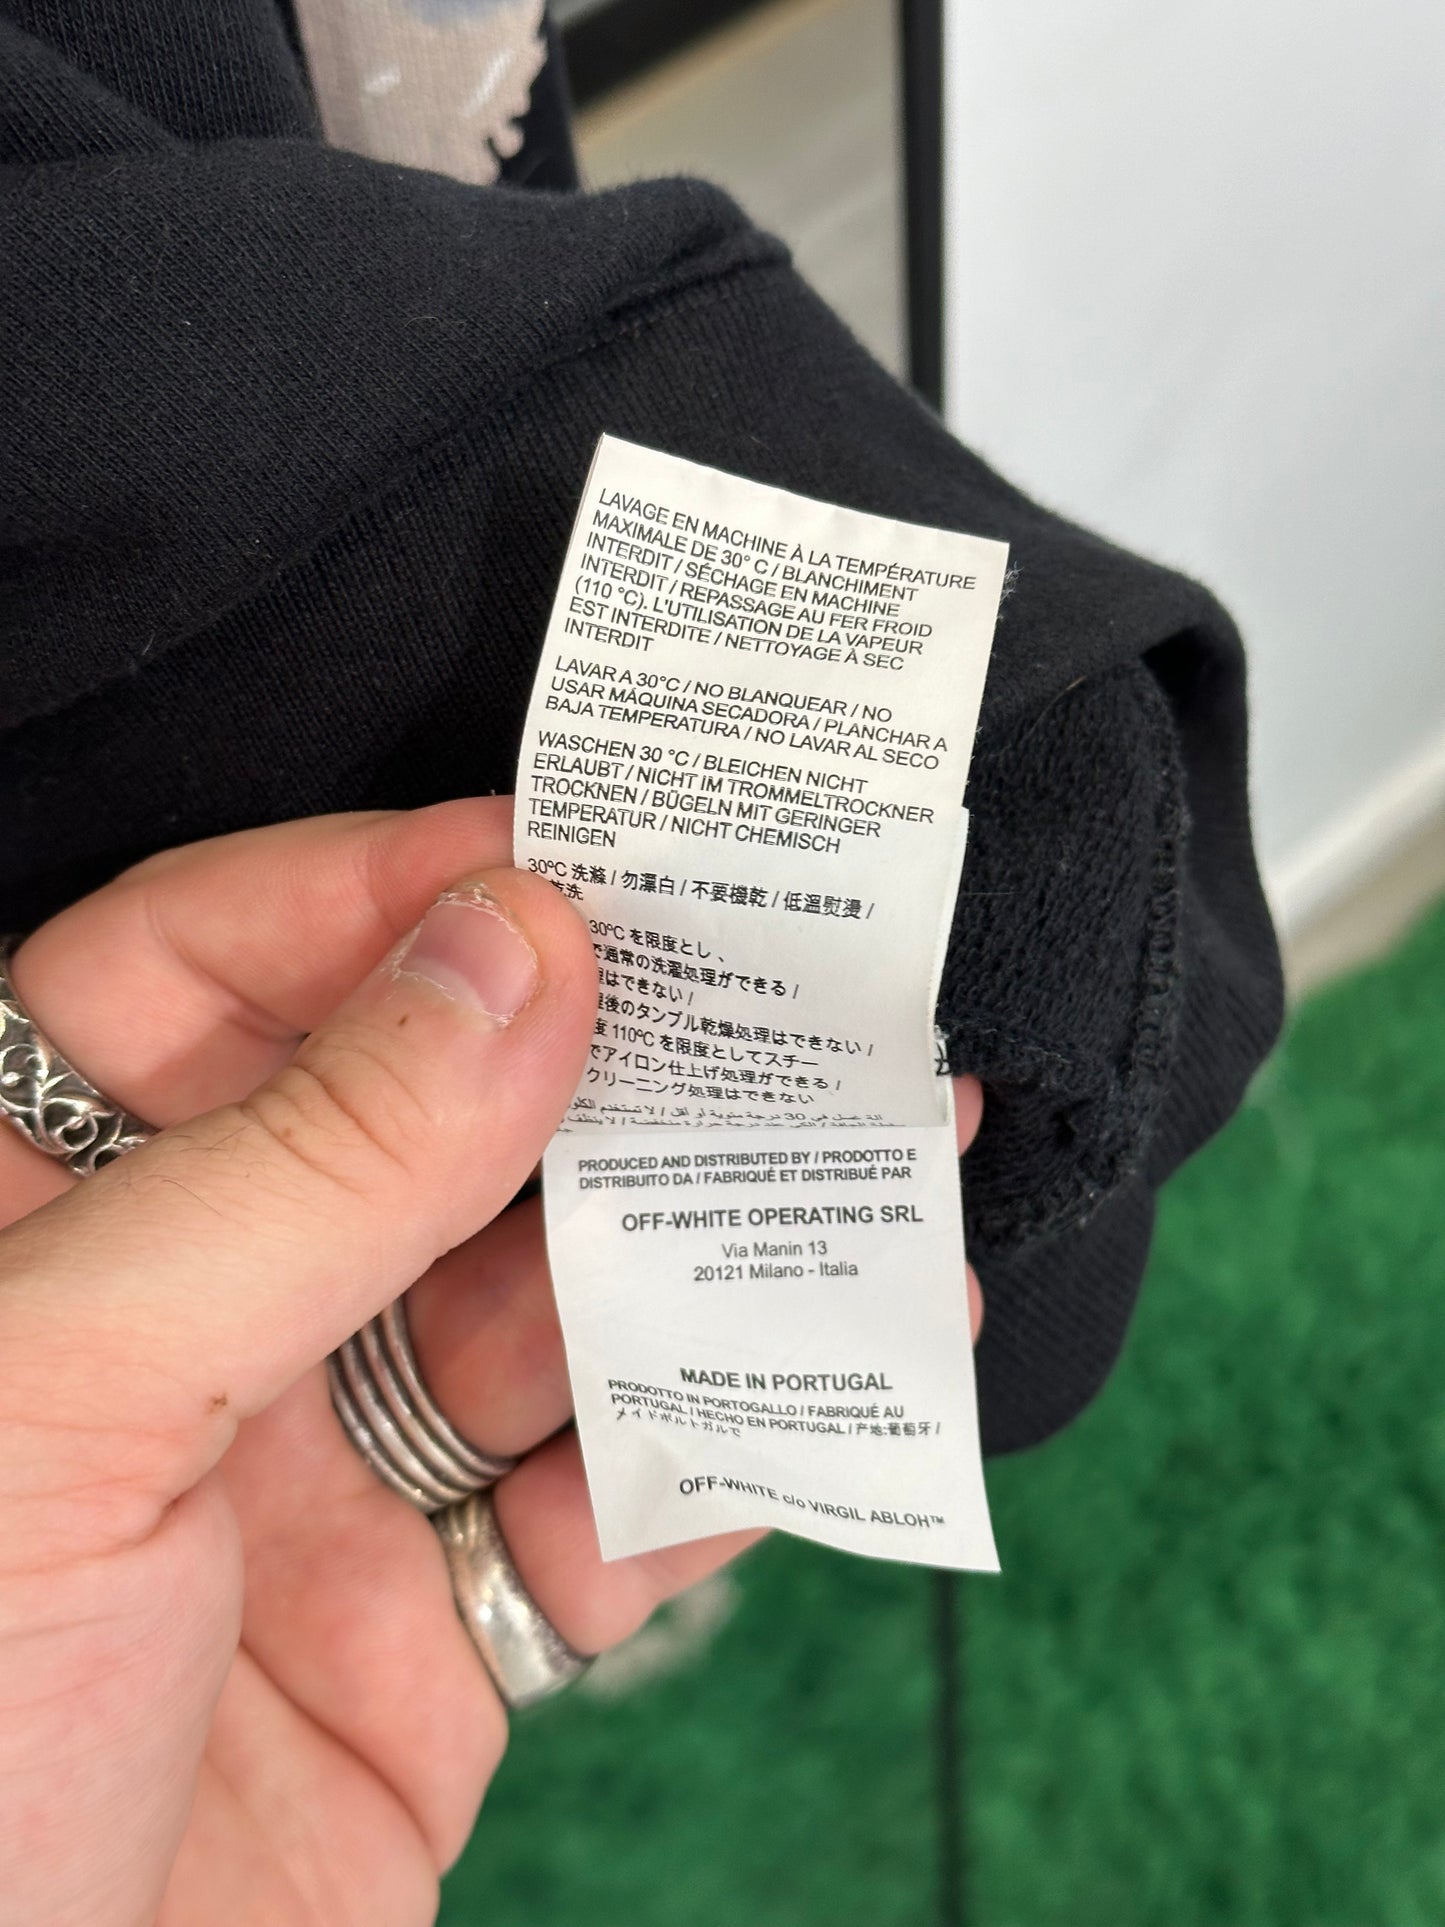 LAVAGE EN MACHINE À LA TEMPÉRATURE
MAXIMALE DE 30° C / BLANCHIMENT
INTERDIT / SÉCHAGE EN MACHINE
INTERDIT / REPASSAGE AU FER FROID
(110 °C). L'UTILISATION DE LA VAPEUR
EST INTERDITE / NETTOYAGE À SEC
INTERDIT
LAVAR A 30°C / NO BLANQUEAR / NO
USAR MÁQUINA SECADORA / PLANCHAR A
BAJA TEMPERATURA / NO LAVAR AL SECO
WASCHEN 30 °C / BLEICHEN NICHT
ERLAUBT / NICHT IM TROMMELTROCKNER
TROCKNEN / BÜGELN MIT GERINGER
TEMPERATUR / NICHT CHEMISCH
REINIGEN
30ºC 洗滌 / 勿漂白 / 不要機乾 / 低溫熨燙 /
乾洗
30ºC を限度とし 、
で通常の洗濯処理ができる /
理はできない /
理後のタンブル乾燥処理はできない /
度 110ºC を限度としてスチー
でアイロン仕上げ処理ができる /
クリーニング処理はできない
PRODUCED AND DISTRIBUTED BY / PRODOTTO E
DISTRIBUITO DA / FABRIQUÉ ET DISTRIBUÉ PAR
OFF-WHITE OPERATING SRL
Via Manin 13
20121 Milano - Italia
MADE IN PORTUGAL
PRODOTTO IN PORTOGALLO / FABRIQUÉ AU
PORTUGAL / HECHO EN PORTUGAL / 产地:葡萄牙 /
メイドポルトガルで
OFF-WHITE c/o VIRGIL ABLOH™